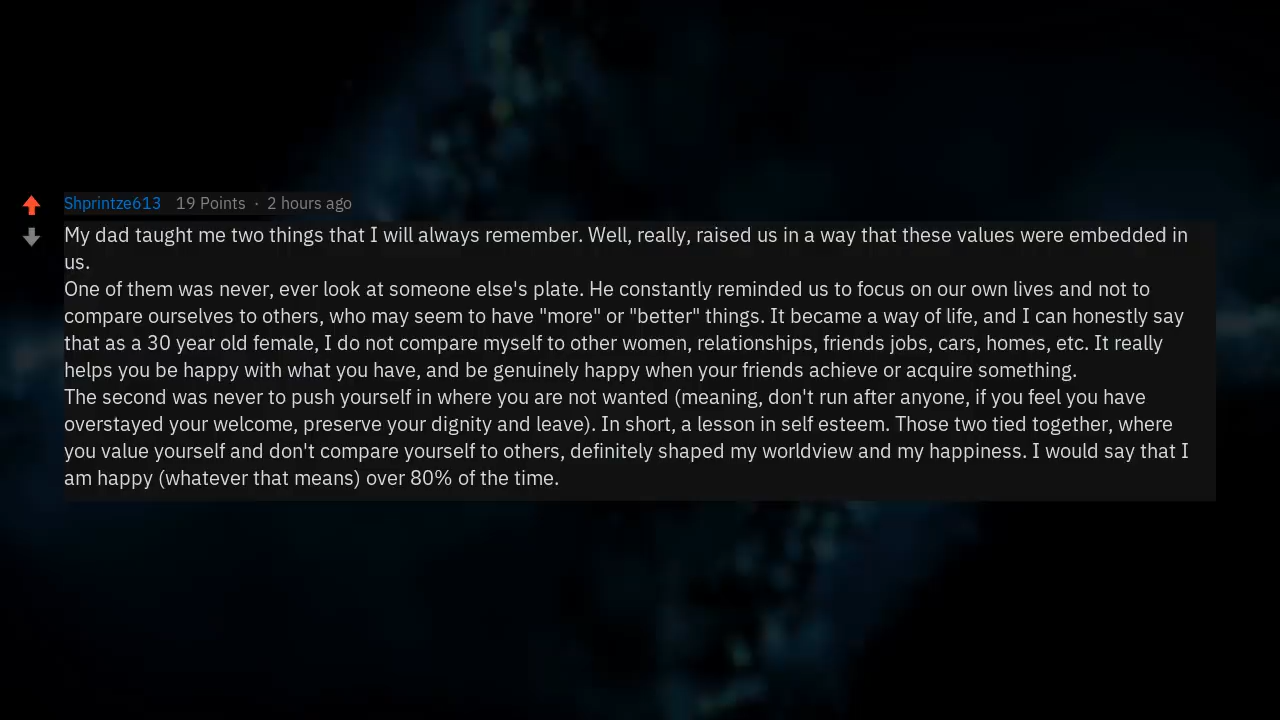 Shprintze613 19 Points · 2 hours ago
My dad taught me two things that I will always remember. Well, really, raised us in a way that these values were embedded in
us.
One of them was never, ever look at someone else's plate. He constantly reminded us to focus on our own lives and not to
compare ourselves to others, who may seem to have "more" or "better" things. It became a way of life, and I can honestly say
that as a 30 year old female, I do not compare myself to other women, relationships, friends jobs, cars, homes, etc. It really
helps you be happy with what you have, and be genuinely happy when your friends achieve or acquire something.
The second was never to push yourself in where you are not wanted (meaning, don't run after anyone, if you feel you have
overstayed your welcome, preserve your dignity and leave). In short, a lesson in self esteem. Those two tied together, where
you value yourself and don't compare yourself to others, definitely shaped my worldview and my happiness. I would say that I
am happy (whatever that means) over 80% of the time.